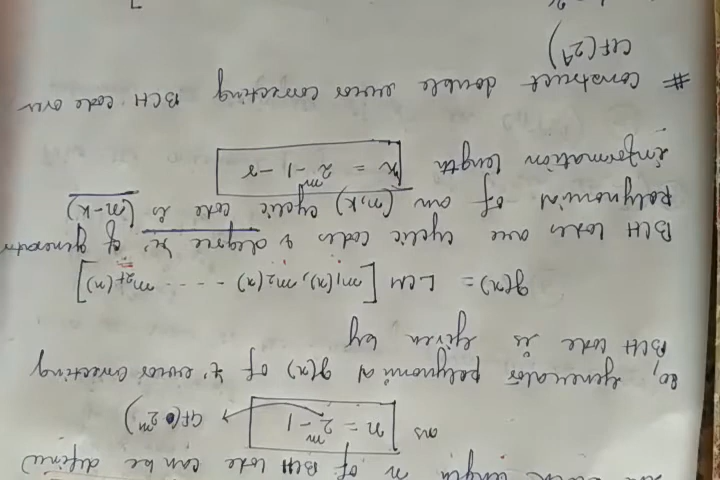 block length n of BCH code can be define
as n = 2^m - 1 → GF(2^m)
so, generator polynomial g(x) of t' error correcting
BCH code is given by
g(x) = LCM [m1(x), m2(x) - - - - m2t(x)]
BCH codes are cyclic codes & degree 'r' of generator
polynomial of an (n,k) cyclic code is (n-k)
information length k = 2^m - 1 - r
# construct double error correcting BCH code over
GF(2^4)